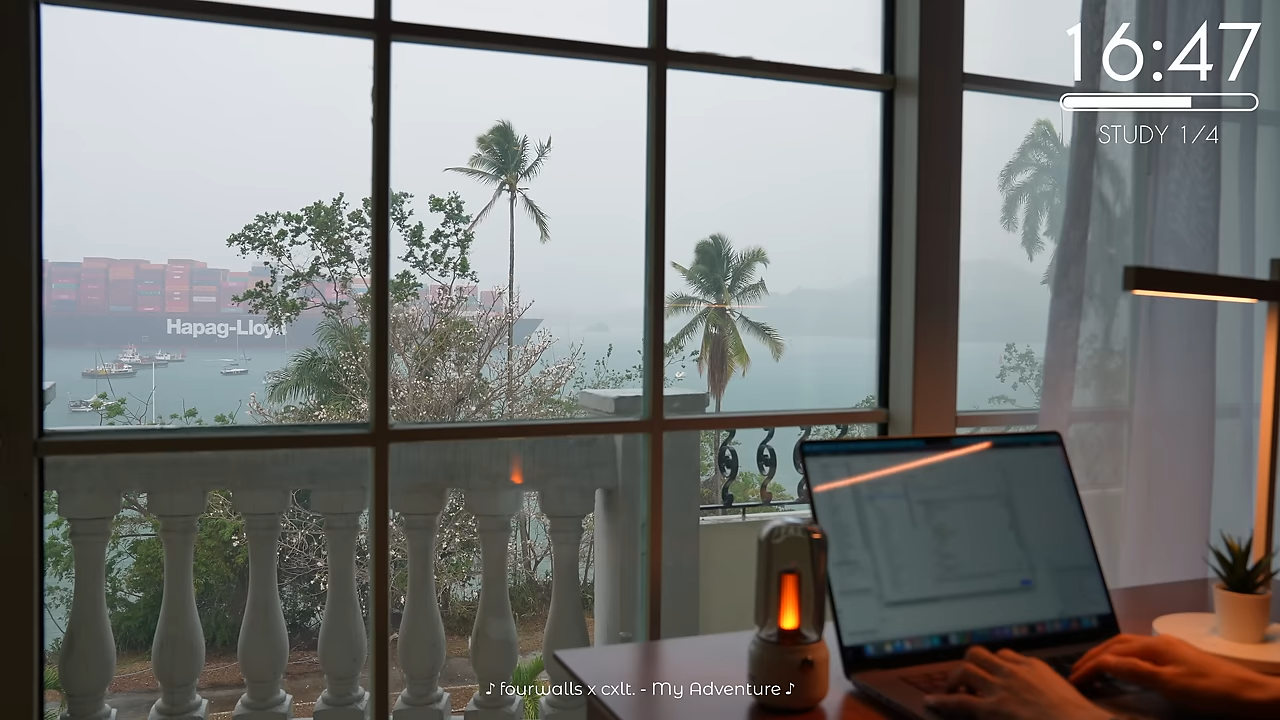 16:47
STUDY 1/4
Hapag-Lloyd
♪ fourwalls x cxlt. - My Adventure ♪